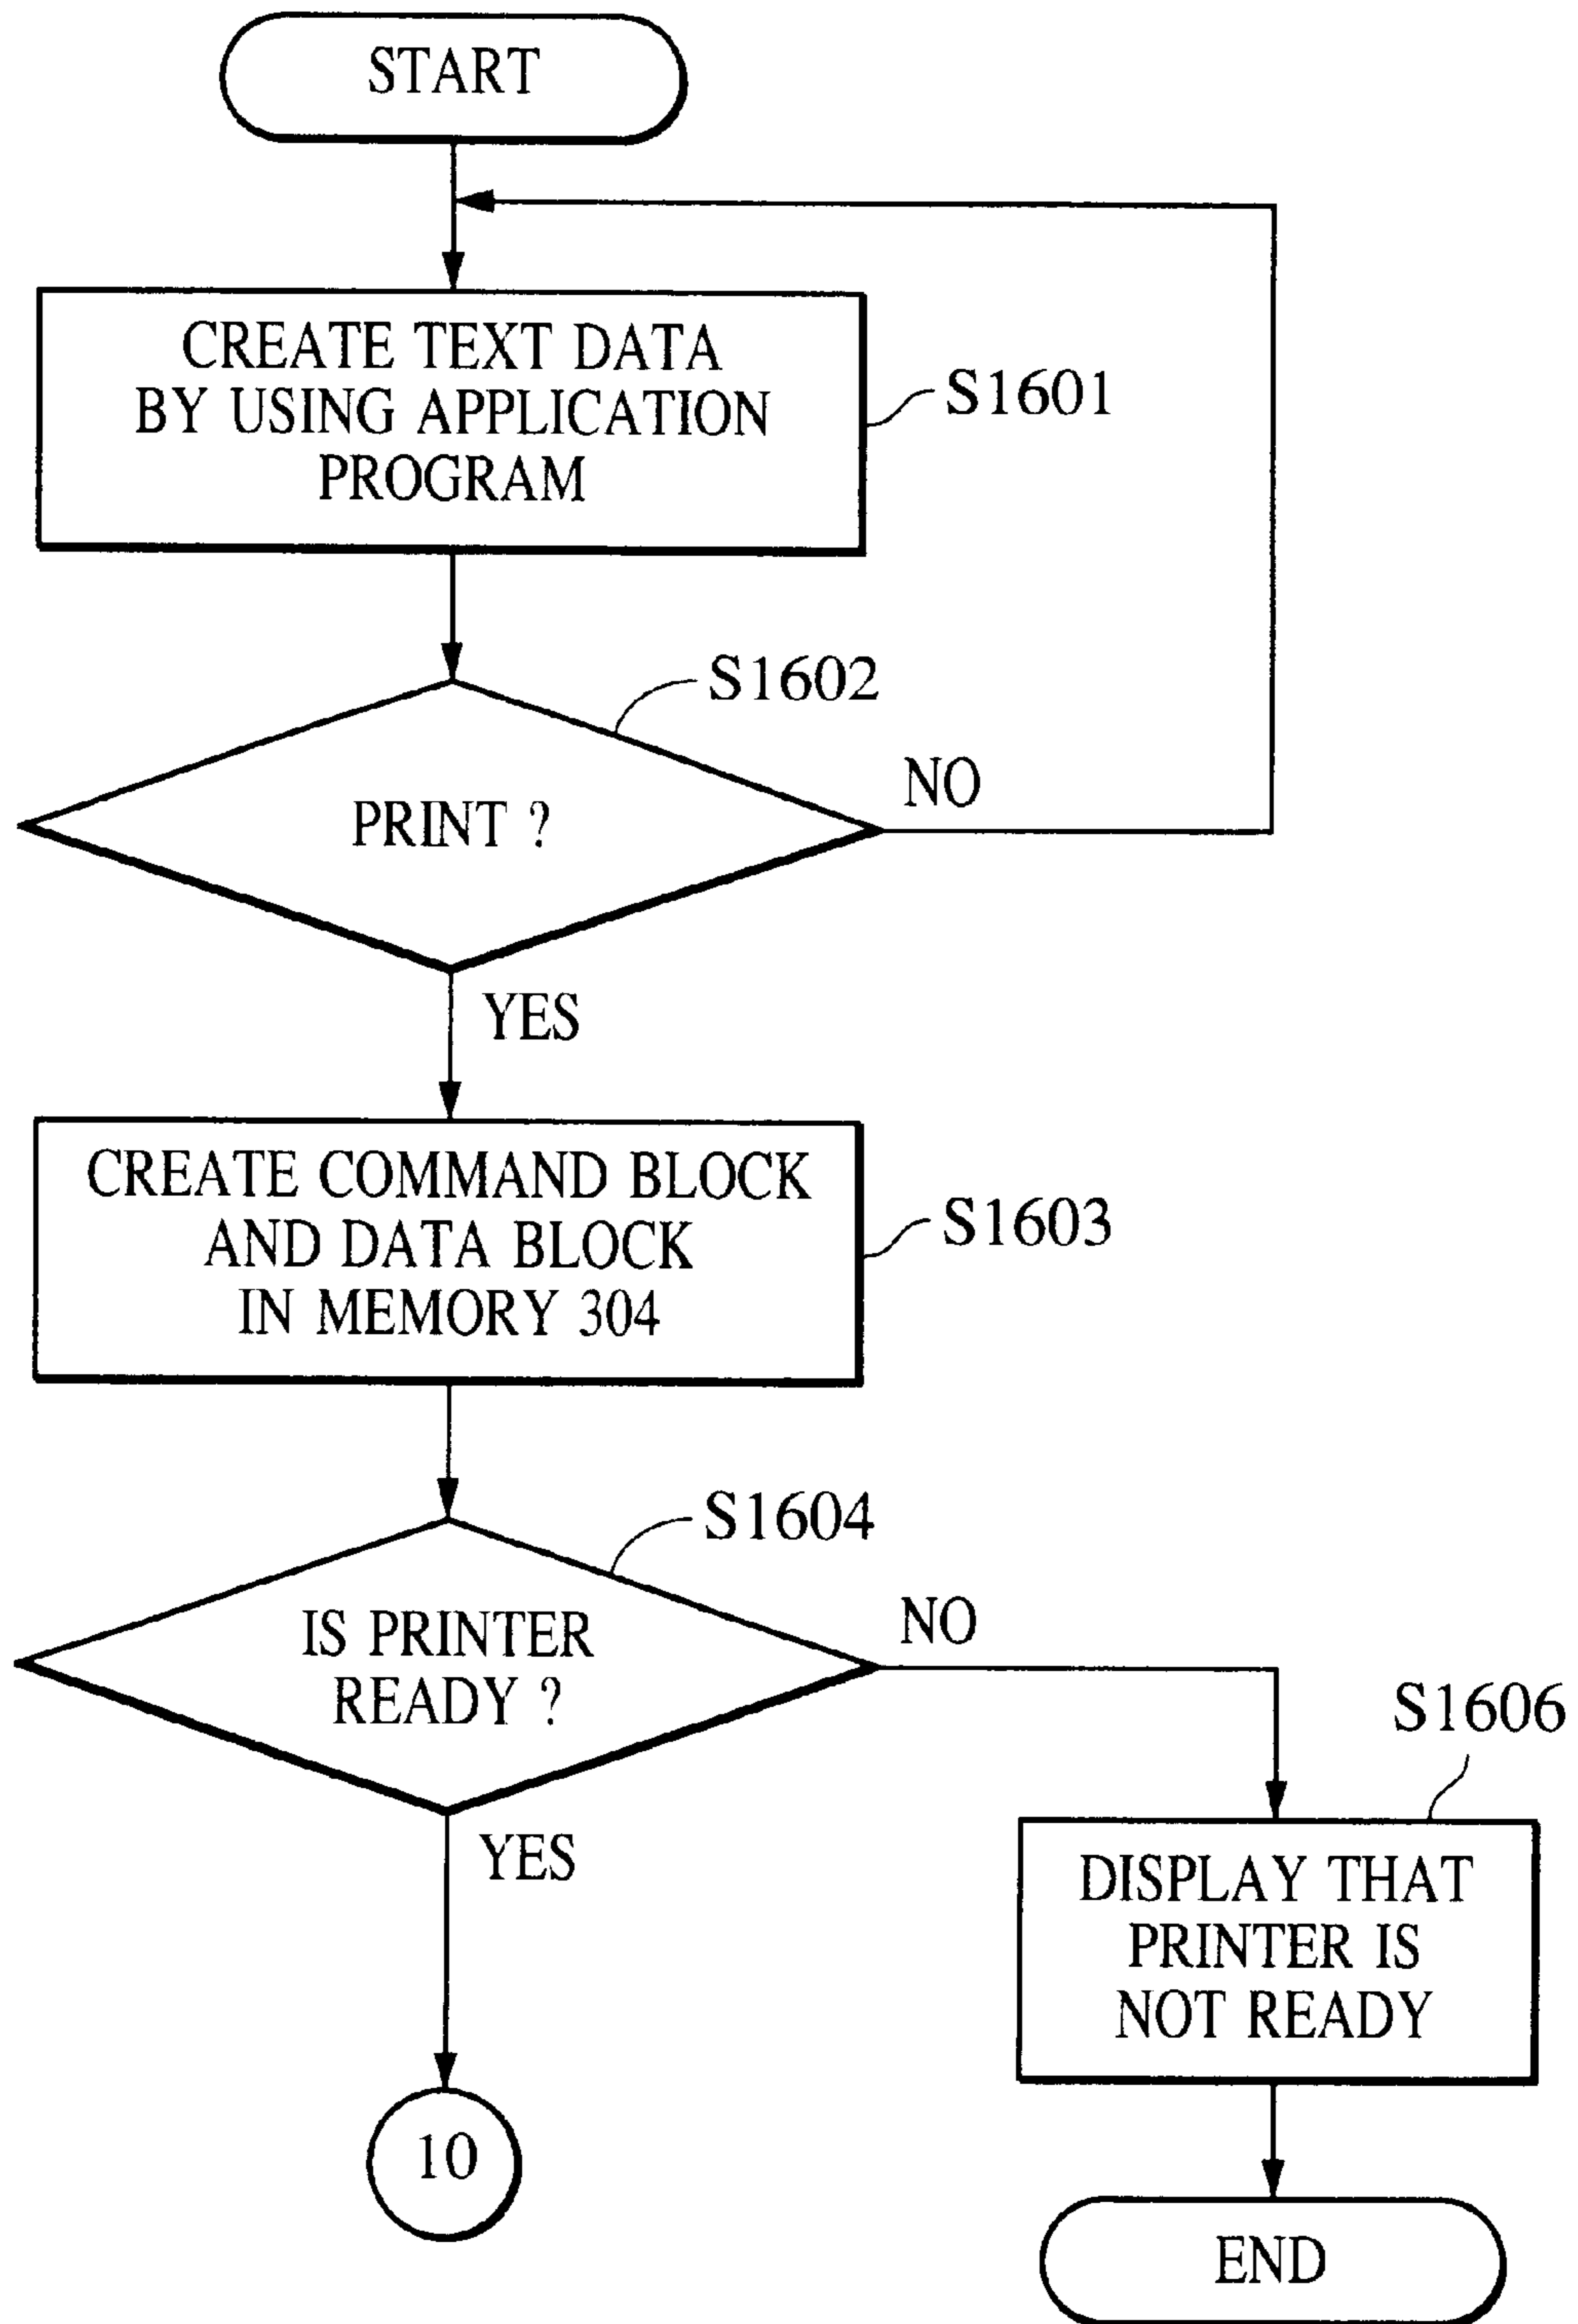 START
CREATE TEXT DATA
BY USING APPLICATION
PROGRAM
S1601
S1602
PRINT ?
NO
YES
CREATE COMMAND BLOCK
AND DATA BLOCK
IN MEMORY 304
S1603
S1604
IS PRINTER
READY ?
NO
YES
S1606
DISPLAY THAT
PRINTER IS
NOT READY
10
END